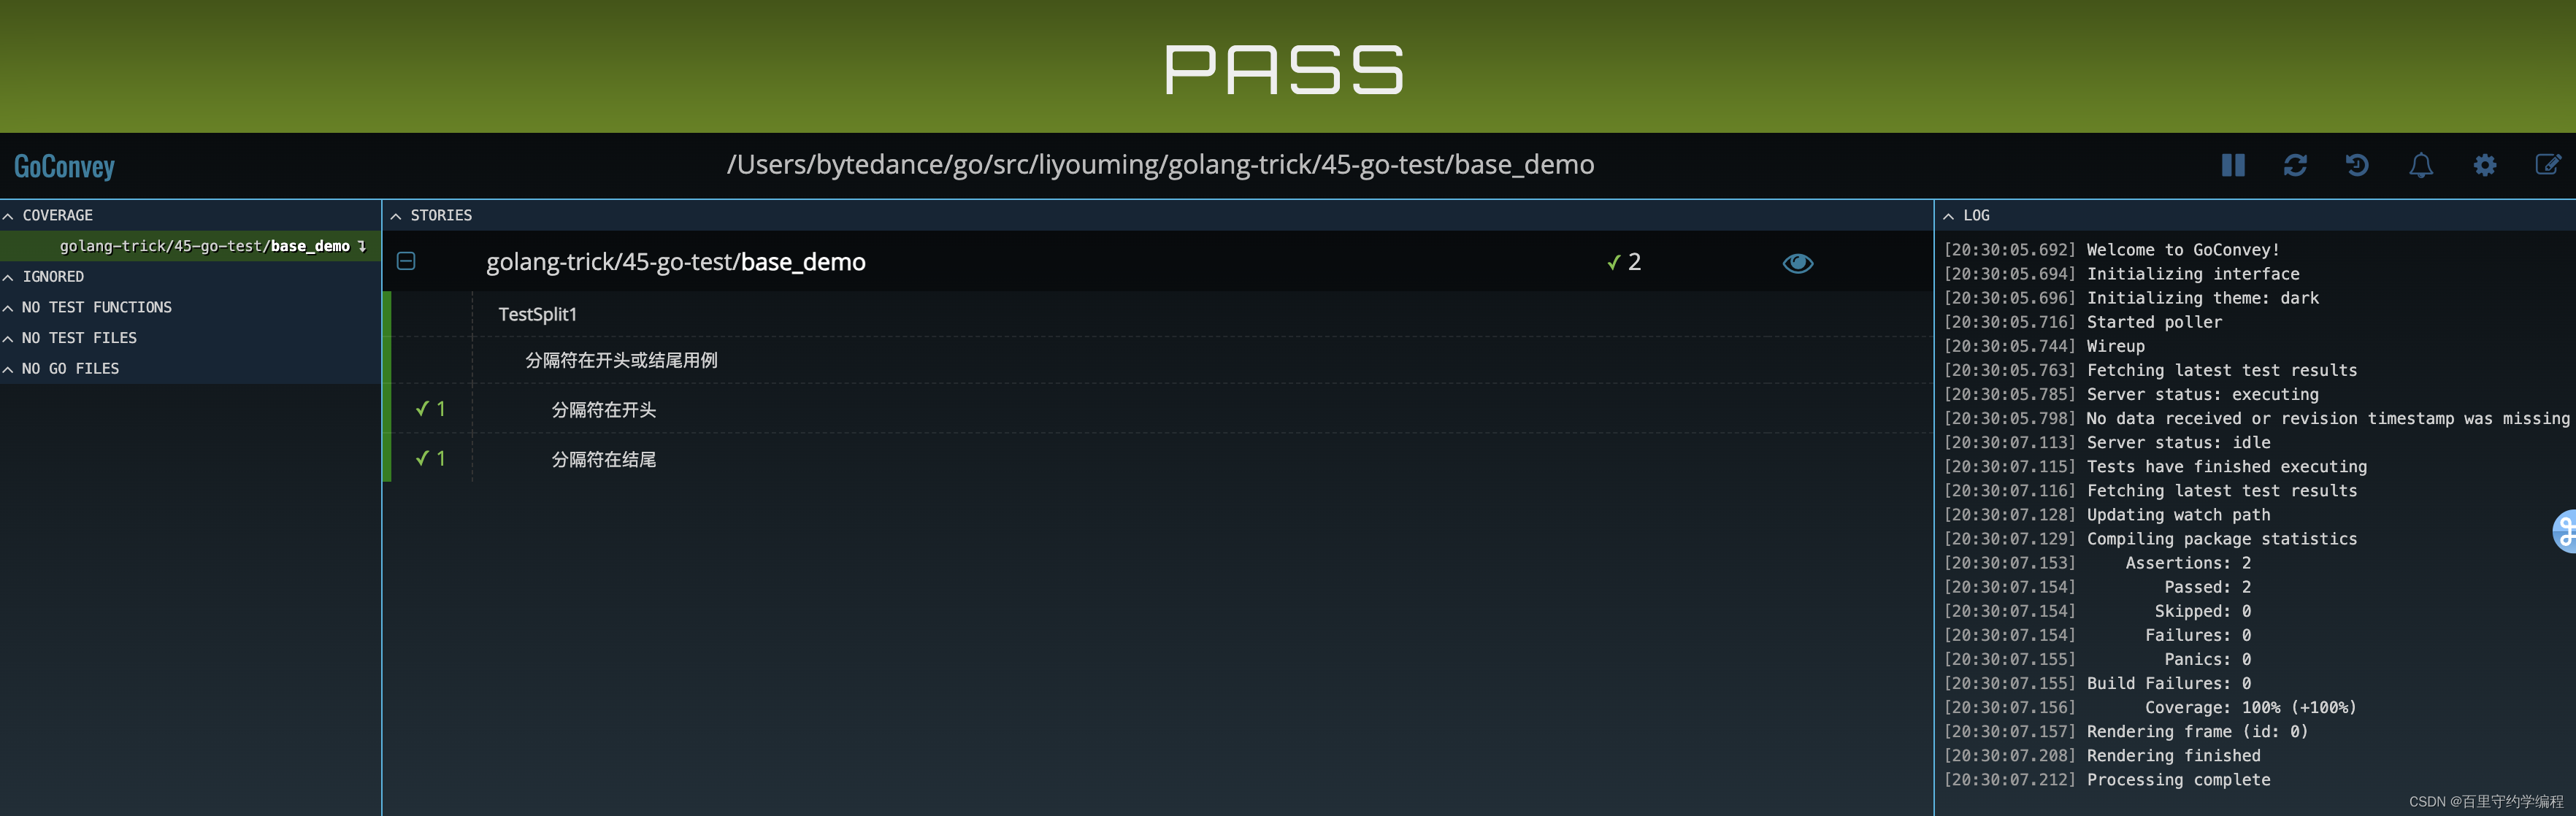 PASS
GoConvey
/Users/bytedance/go/src/liyouming/golang-trick/45-go-test/base_demo
COVERAGE
golang-trick/45-go-test/base_demo
IGNORED
NO TEST FUNCTIONS
NO TEST FILES
NO GO FILES
STORIES
golang-trick/45-go-test/base_demo
✓ 2
TestSplit1
分隔符在开头或结尾用例
✓ 1 分隔符在开头
✓ 1 分隔符在结尾
LOG
[20:30:05.692] Welcome to GoConvey!
[20:30:05.694] Initializing interface
[20:30:05.696] Initializing theme: dark
[20:30:05.716] Started poller
[20:30:05.744] Wireup
[20:30:05.763] Fetching latest test results
[20:30:05.785] Server status: executing
[20:30:05.798] No data received or revision timestamp was missing
[20:30:07.113] Server status: idle
[20:30:07.115] Tests have finished executing
[20:30:07.116] Fetching latest test results
[20:30:07.128] Updating watch path
[20:30:07.129] Compiling package statistics
[20:30:07.153] Assertions: 2
[20:30:07.154] Passed: 2
[20:30:07.154] Skipped: 0
[20:30:07.154] Failures: 0
[20:30:07.155] Panics: 0
[20:30:07.155] Build Failures: 0
[20:30:07.156] Coverage: 100% (+100%)
[20:30:07.157] Rendering frame (id: 0)
[20:30:07.208] Rendering finished
[20:30:07.212] Processing complete
CSDN @百里守约学编程